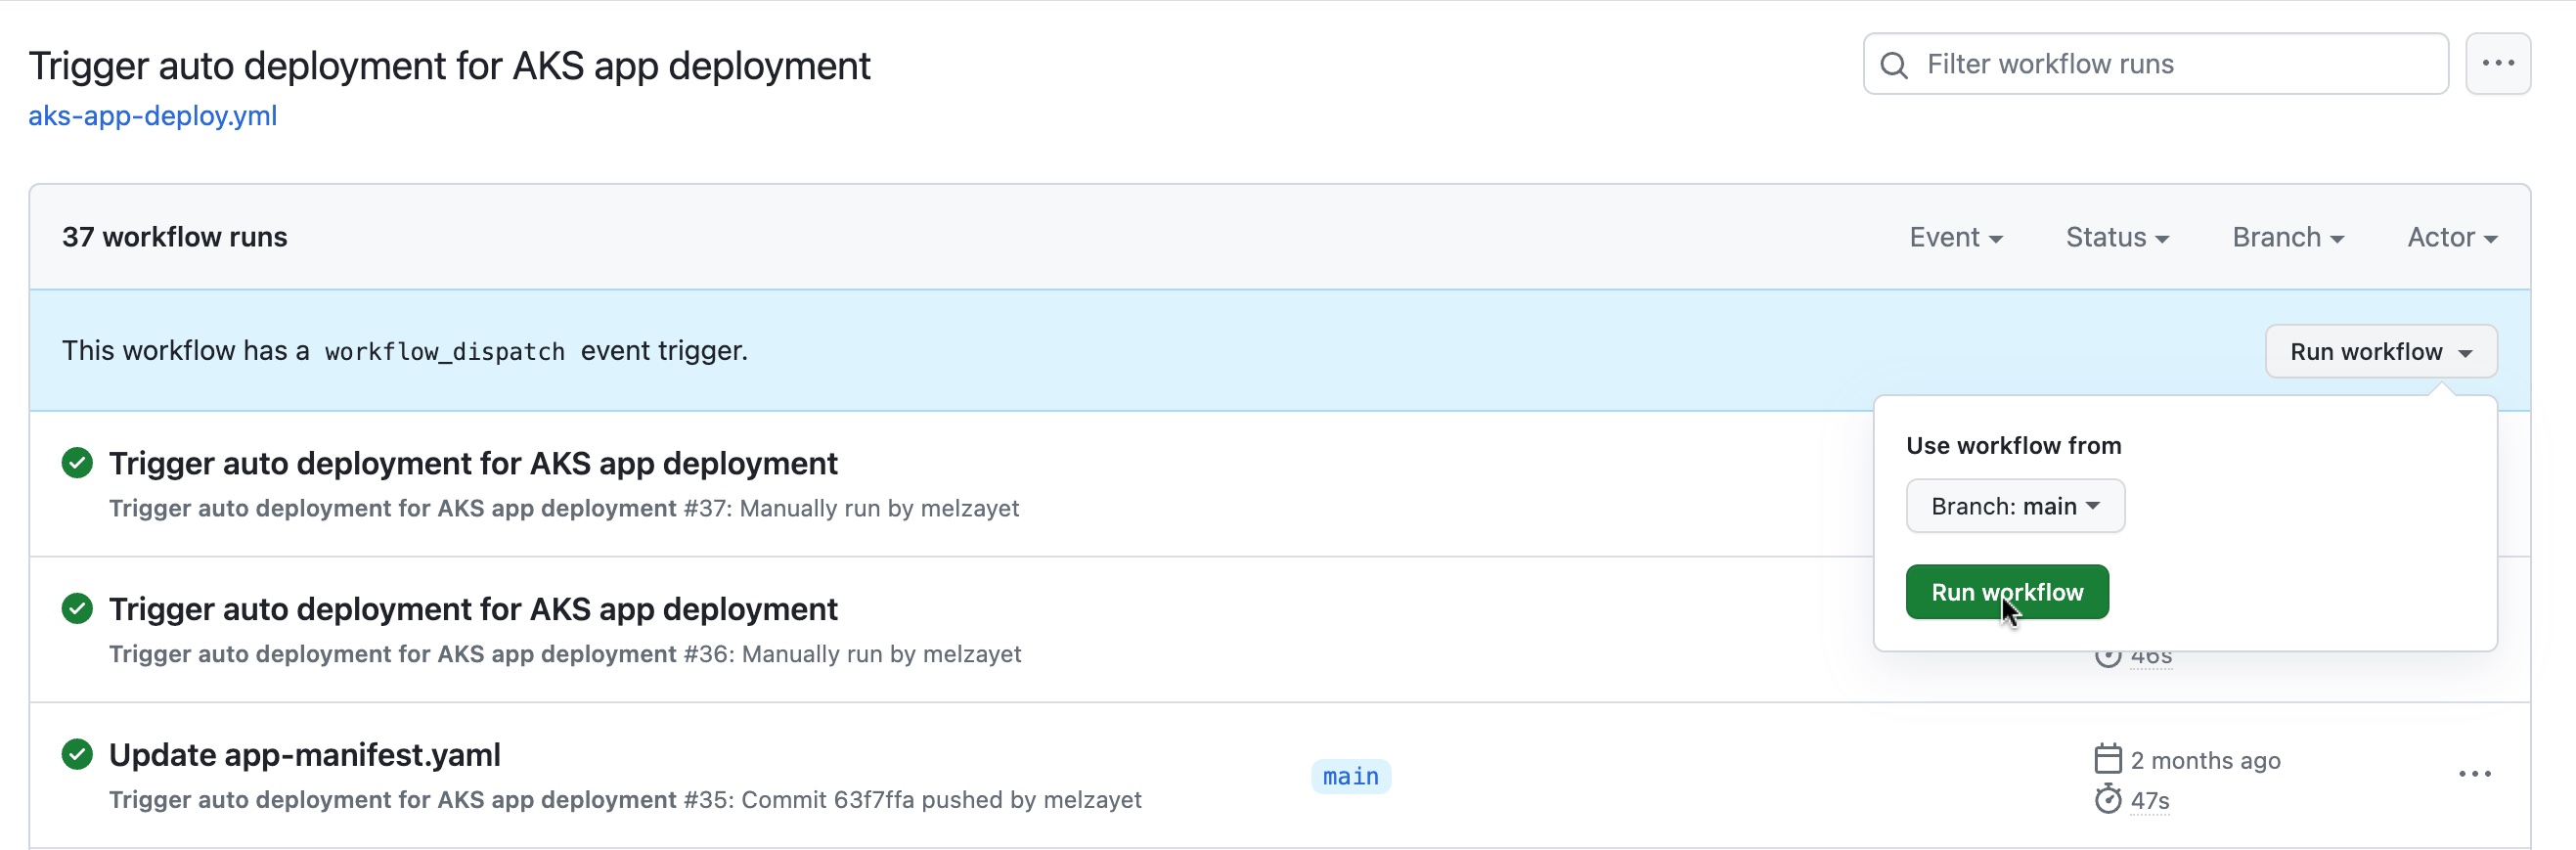 Trigger auto deployment for AKS app deployment
Filter workflow runs
aks-app-deploy.yml
37 workflow runs
Event
Status
Branch
Actor
This workflow has a workflow_dispatch event trigger.
Run workflow
Use workflow from
Branch: main
Run workflow
Trigger auto deployment for AKS app deployment
Trigger auto deployment for AKS app deployment #37: Manually run by melzayet
Trigger auto deployment for AKS app deployment
Trigger auto deployment for AKS app deployment #36: Manually run by melzayet
46s
Update app-manifest.yaml
Trigger auto deployment for AKS app deployment #35: Commit 63f7ffa pushed by melzayet
main
2 months ago
47s